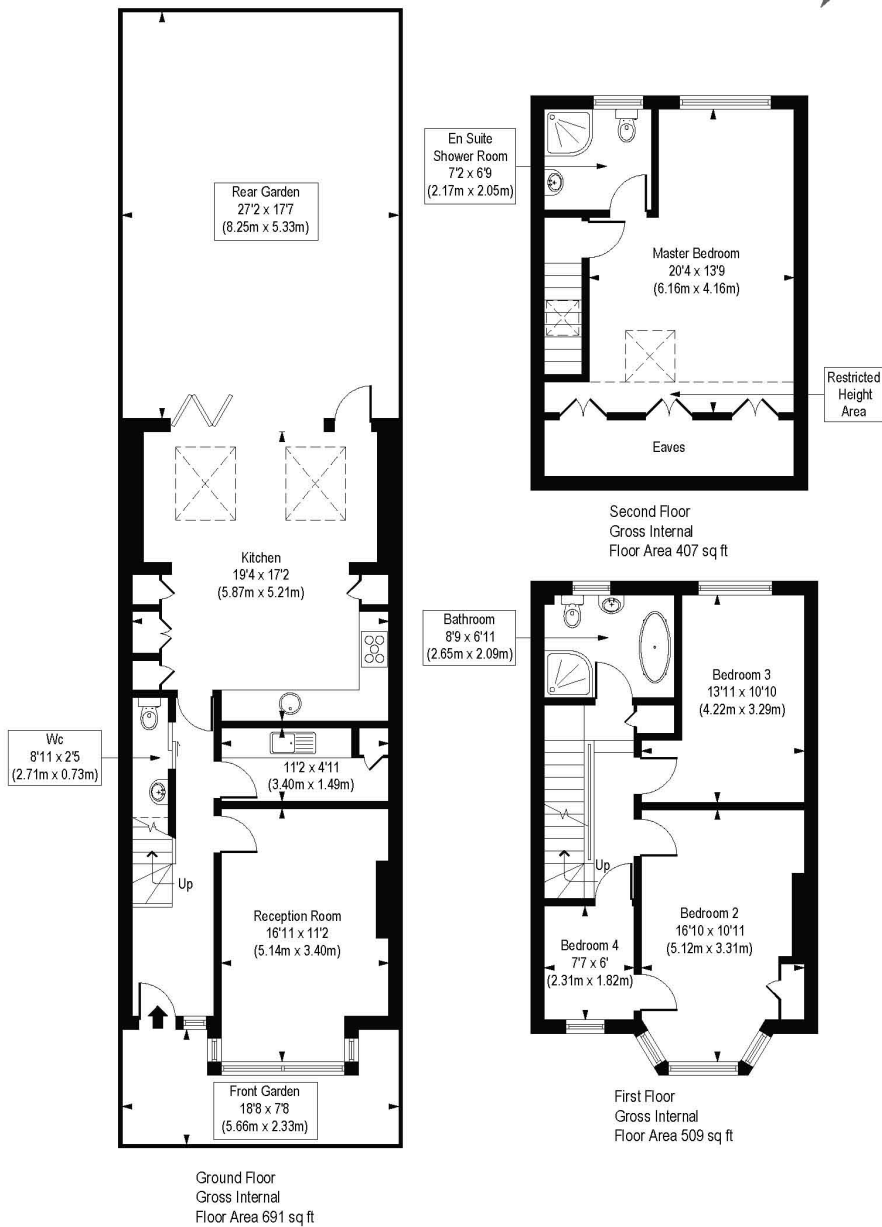 Rear Garden
27'2 x 17'7
(8.25m x 5.33m)
Kitchen
19'4 x 17'2
(5.87m x 5.21m)
Wc
8'11 x 2'5
(2.71m x 0.73m)
11'2 x 4'11
(3.40m x 1.49m)
Up
Reception Room
16'11 x 11'2
(5.14m x 3.40m)
Front Garden
18'8 x 7'8
(5.66m x 2.33m)
Ground Floor
Gross Internal
Floor Area 691 sq ft
En Suite
Shower Room
7'2 x 6'9
(2.17m x 2.05m)
Master Bedroom
20'4 x 13'9
(6.16m x 4.16m)
Restricted
Height
Area
Eaves
Second Floor
Gross Internal
Floor Area 407 sq ft
Bathroom
8'9 x 6'11
(2.65m x 2.09m)
Bedroom 3
13'11 x 10'10
(4.22m x 3.29m)
Up
Bedroom 2
16'10 x 10'11
(5.12m x 3.31m)
Bedroom 4
7'7 x 6'
(2.31m x 1.82m)
First Floor
Gross Internal
Floor Area 509 sq ft